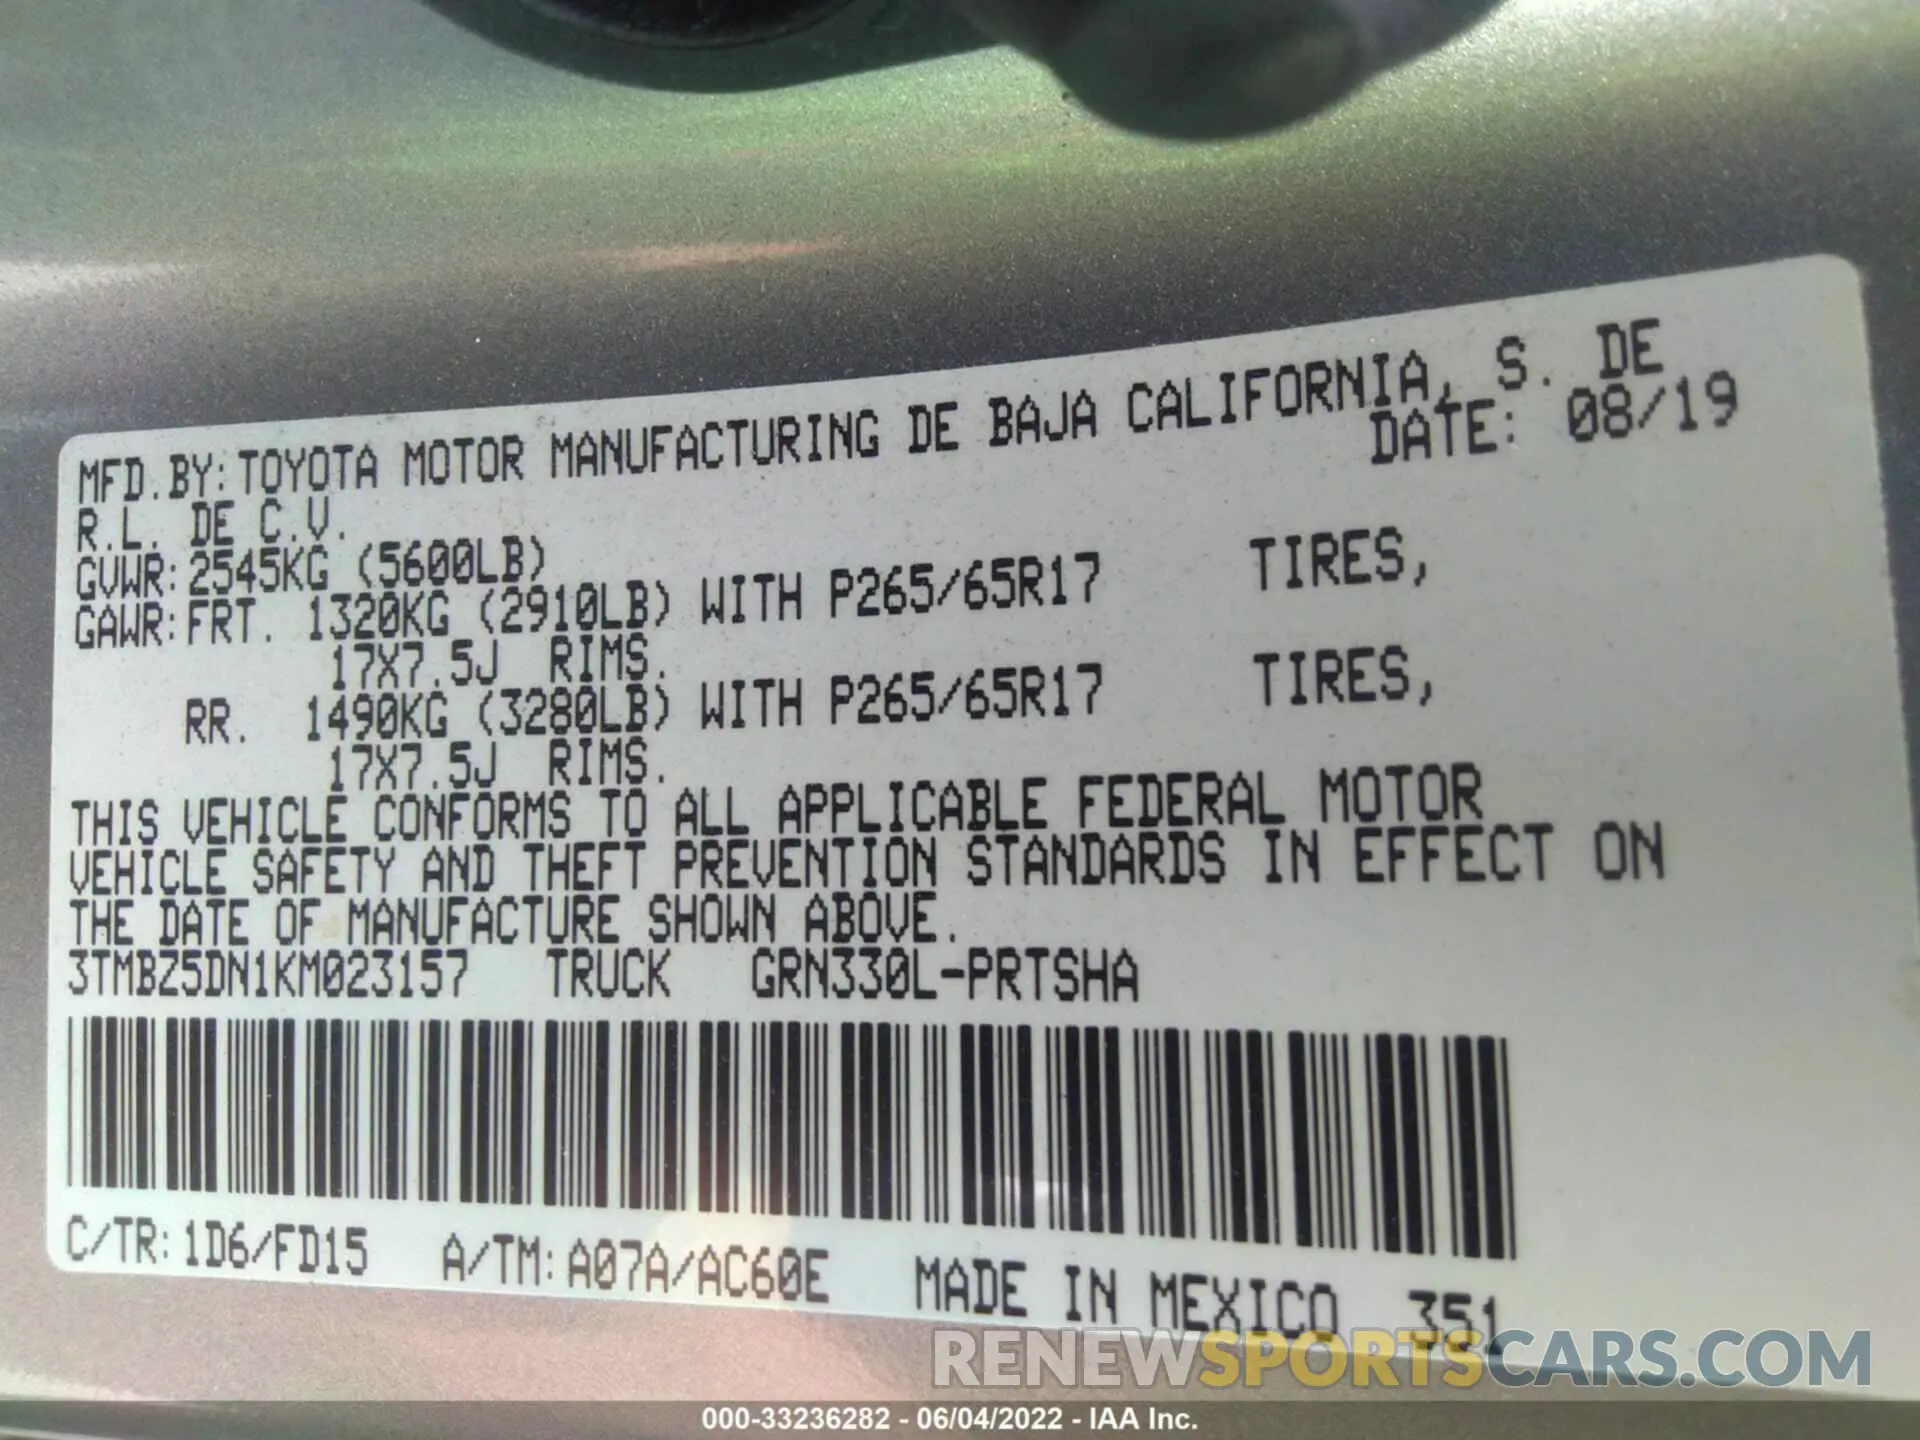 MFD.BY:TOYOTA MOTOR MANUFACTURING DE BAJA CALIFORNIA, S. DE
R.L. DE C.V. DATE: 08/19
GVWR:2545KG (5600LB)
GAWR:FRT. 1320KG (2910LB) WITH P265/65R17 TIRES,
17X7.5J RIMS.
RR. 1490KG (3280LB) WITH P265/65R17 TIRES,
17X7.5J RIMS.
THIS VEHICLE CONFORMS TO ALL APPLICABLE FEDERAL MOTOR
VEHICLE SAFETY AND THEFT PREVENTION STANDARDS IN EFFECT ON
THE DATE OF MANUFACTURE SHOWN ABOVE.
3TMBZ5DN1KM023157 TRUCK GRN330L-PRTSHA
C/TR:1D6/FD15 A/TM:A07A/AC60E MADE IN MEXICO 351
RENEWSPORTSCARS.COM
000-33236282 - 06/04/2022 - IAA Inc.